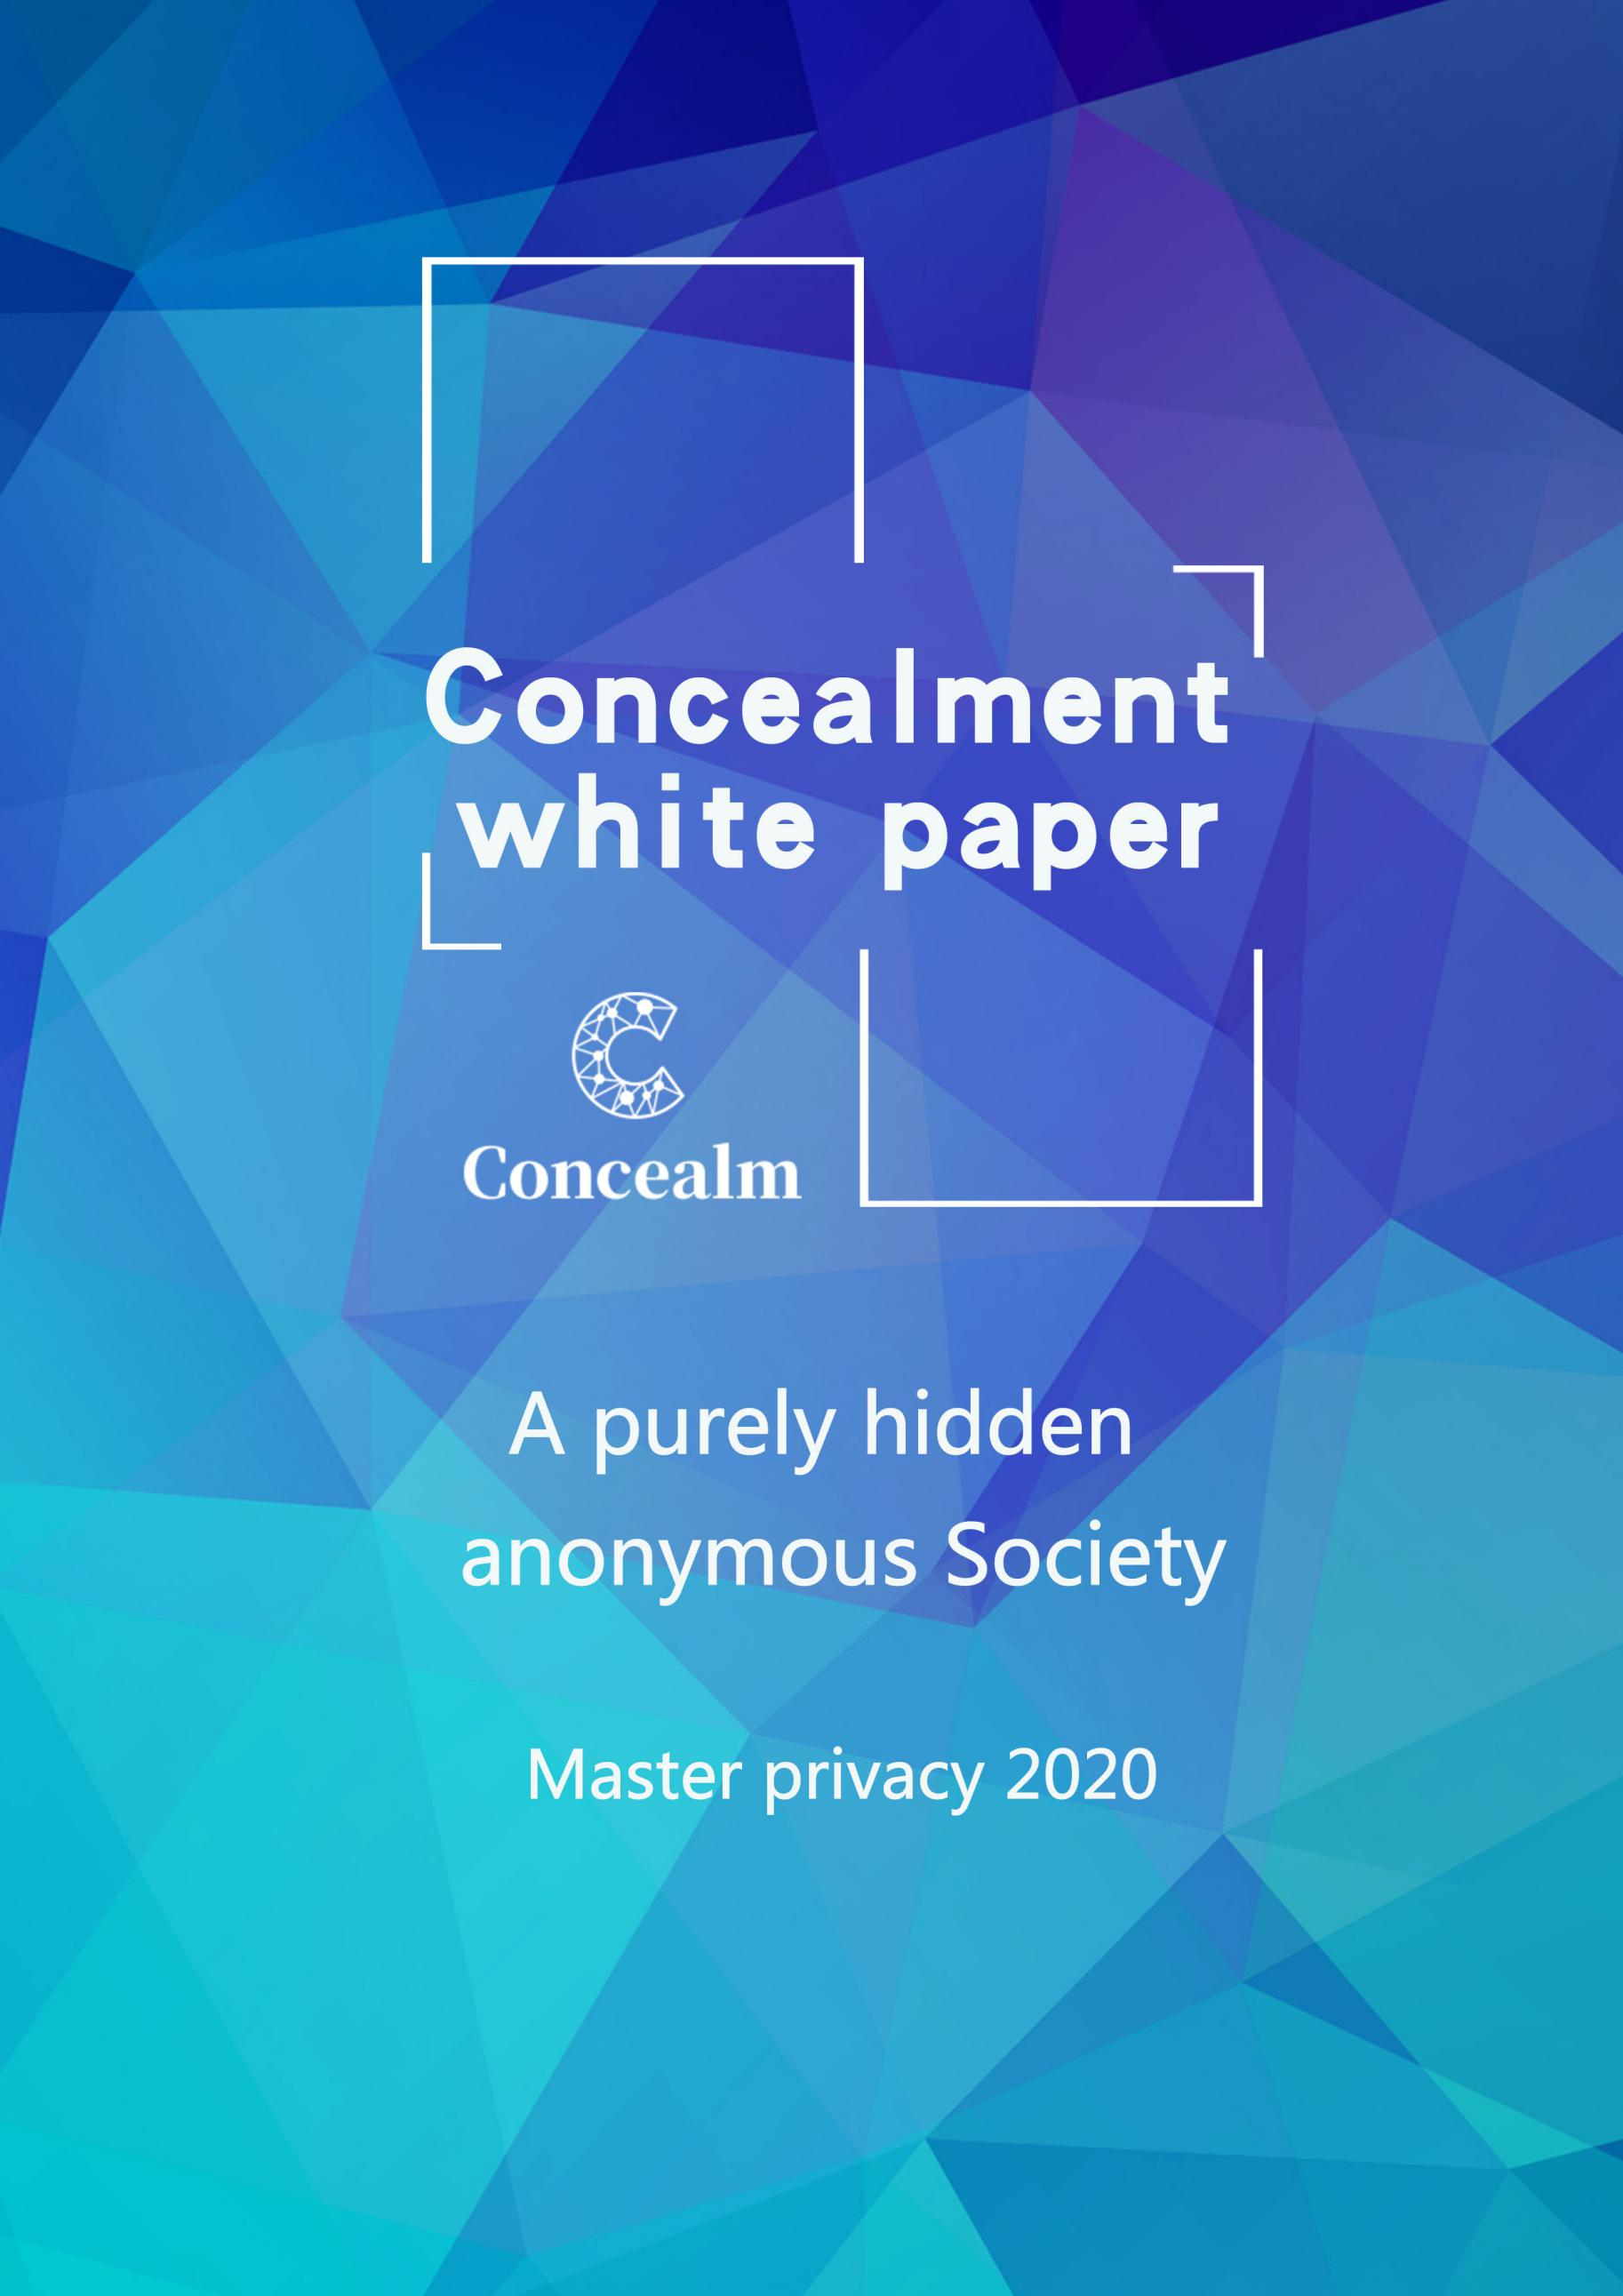 Concealment
white paper
Concealm
A purely hidden
anonymous Society
Master privacy 2020